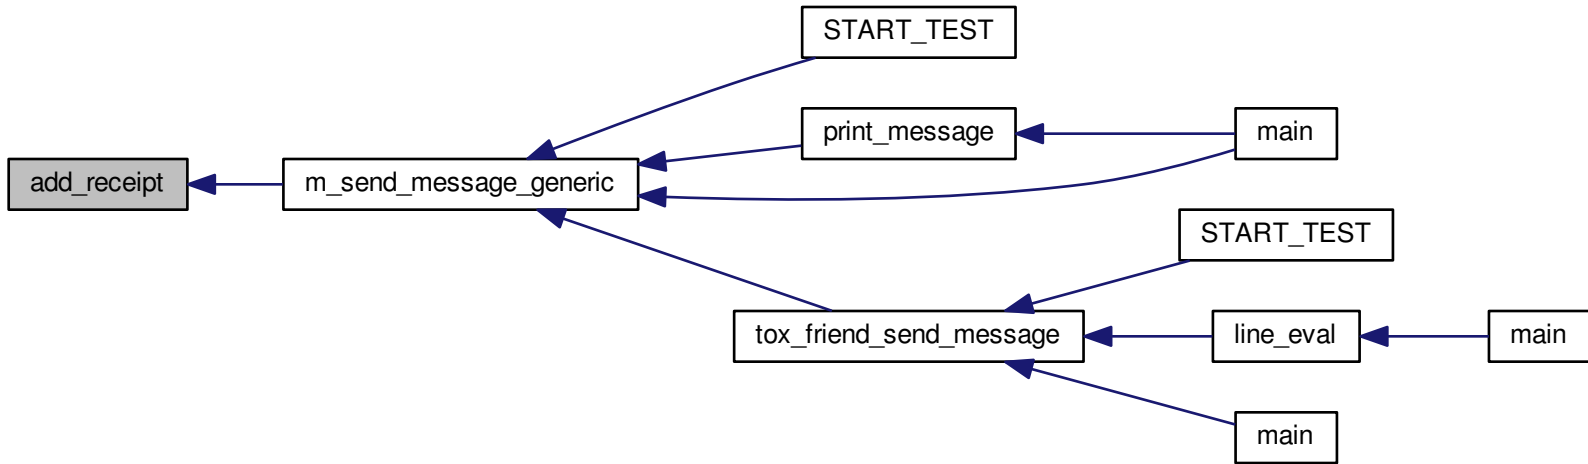 START_TEST
print_message
main
add_receipt
m_send_message_generic
START_TEST
tox_friend_send_message
line_eval
main
main